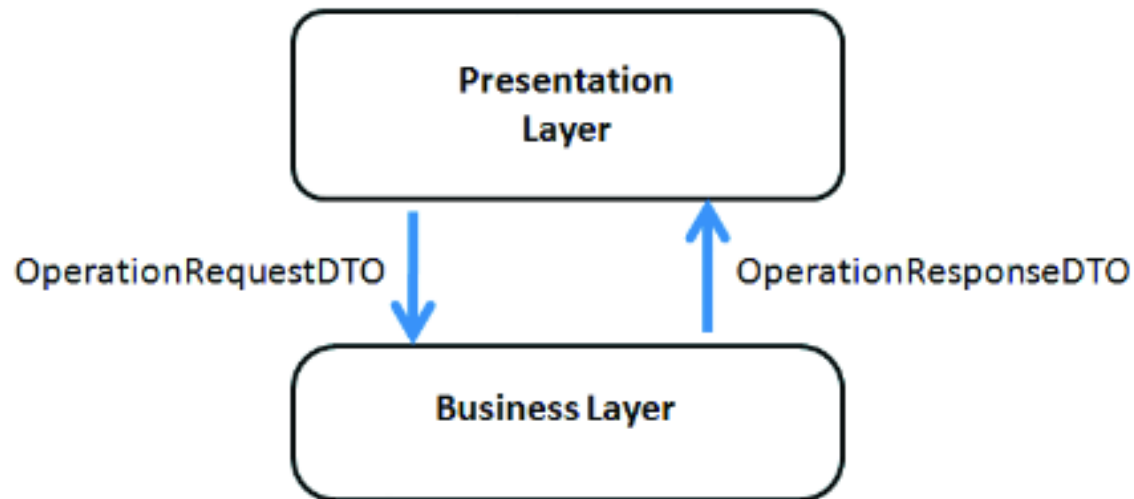 Presentation
Layer
OperationRequestDTO
OperationResponseDTO
Business Layer